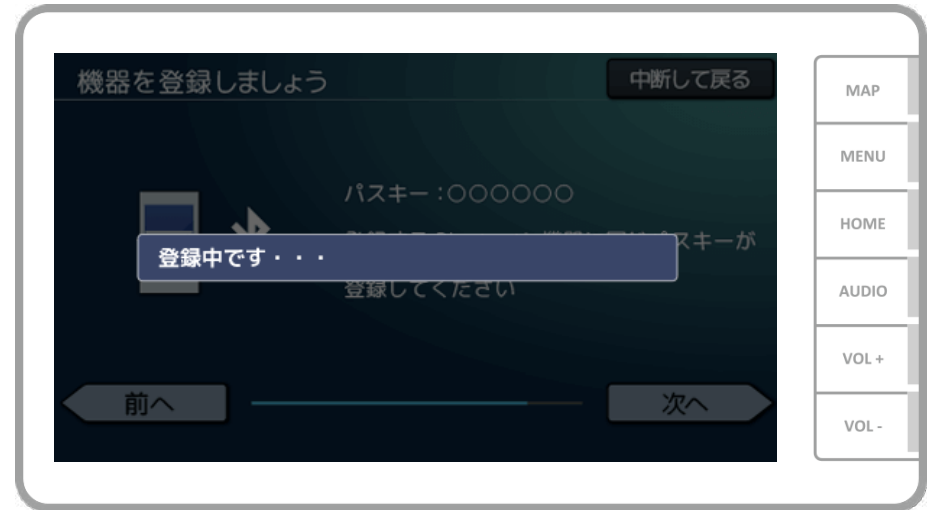 機器を登録しましょう
中断して戻る
パスキー:○○○○○○
スキーが
登録中です・・・
登録してください
前へ
次へ
MAP
MENU
HOME
AUDIO
VOL +
VOL -